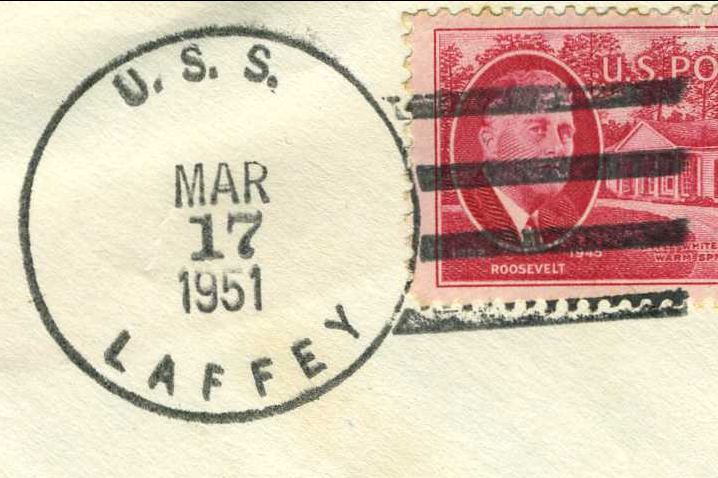 U.S.S.
MAR
17
1951
LAFFEY
U.S.PO
1945
ROOSEVELT
WHITE
WARM SPR